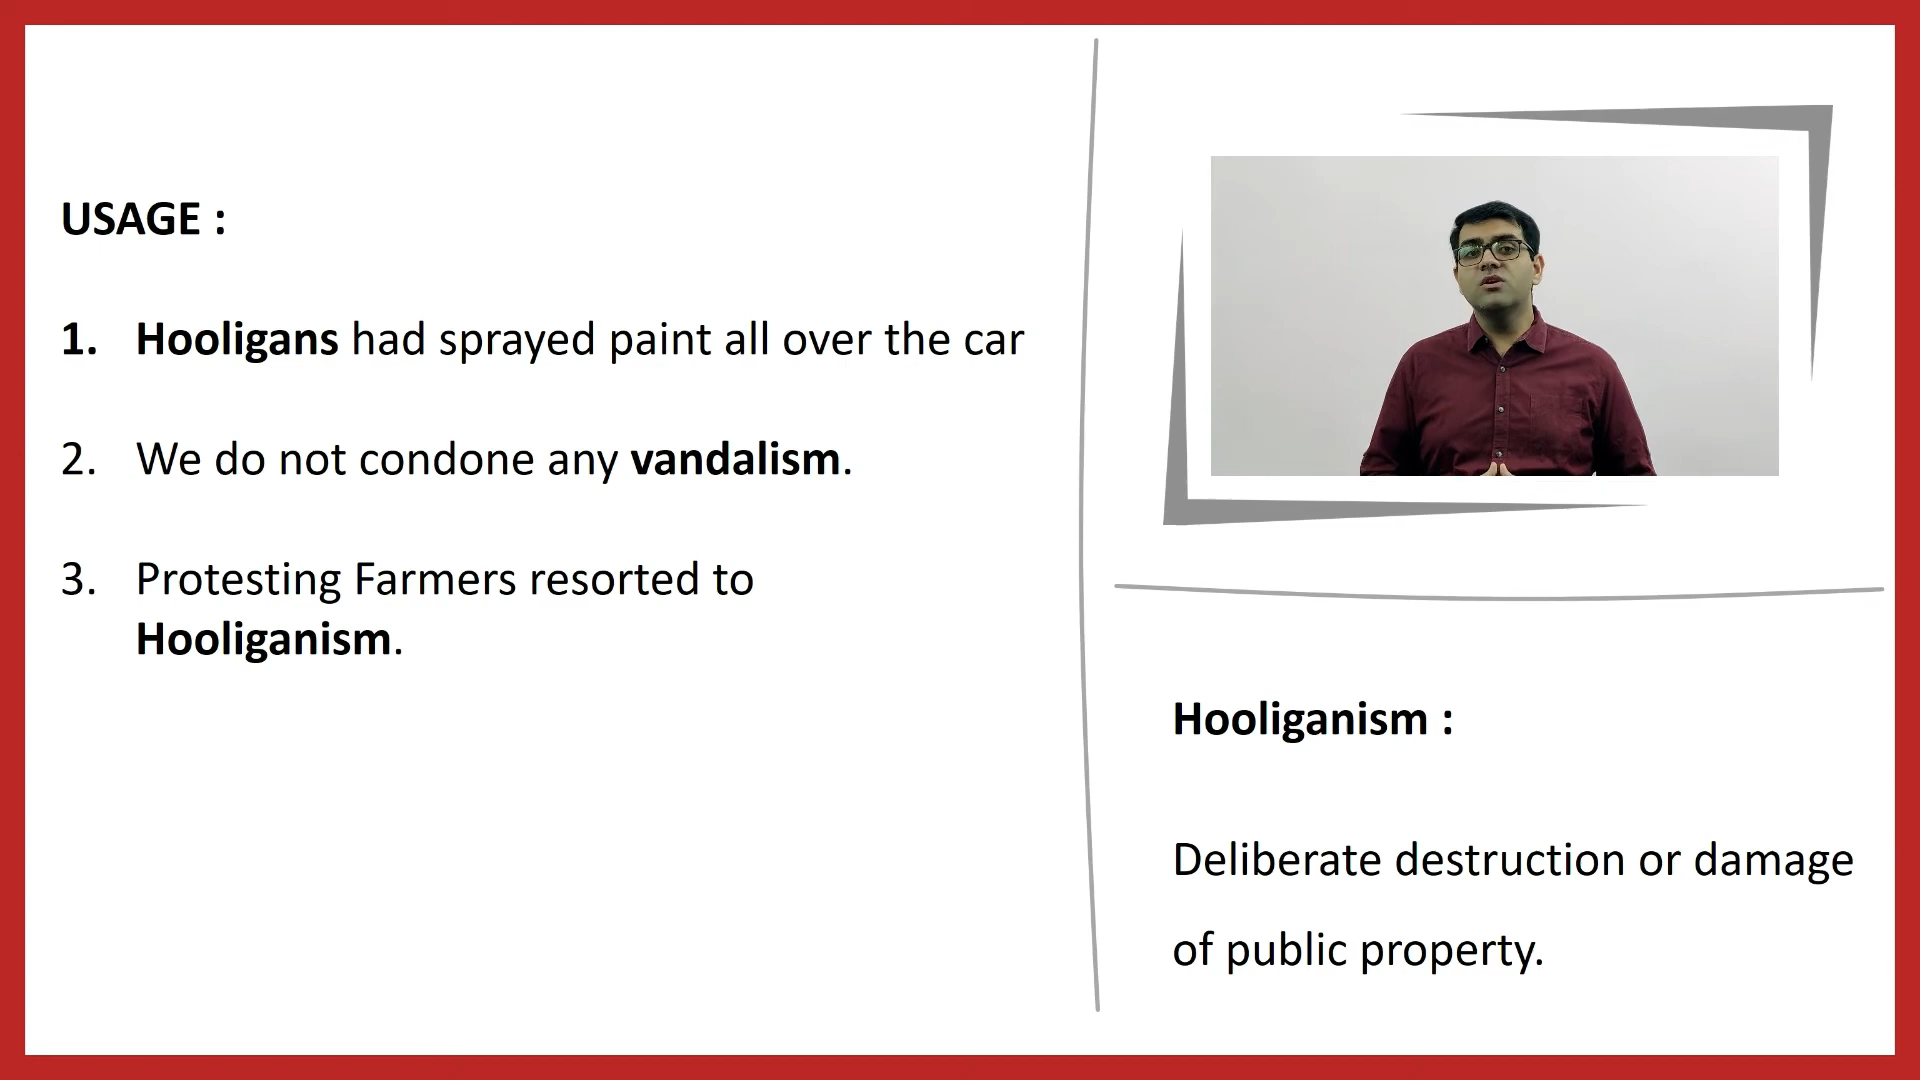 USAGE :
1. Hooligans had sprayed paint all over the car
2. We do not condone any vandalism.
3. Protesting Farmers resorted to
Hooliganism.
Hooliganism :
Deliberate destruction or damage
of public property.